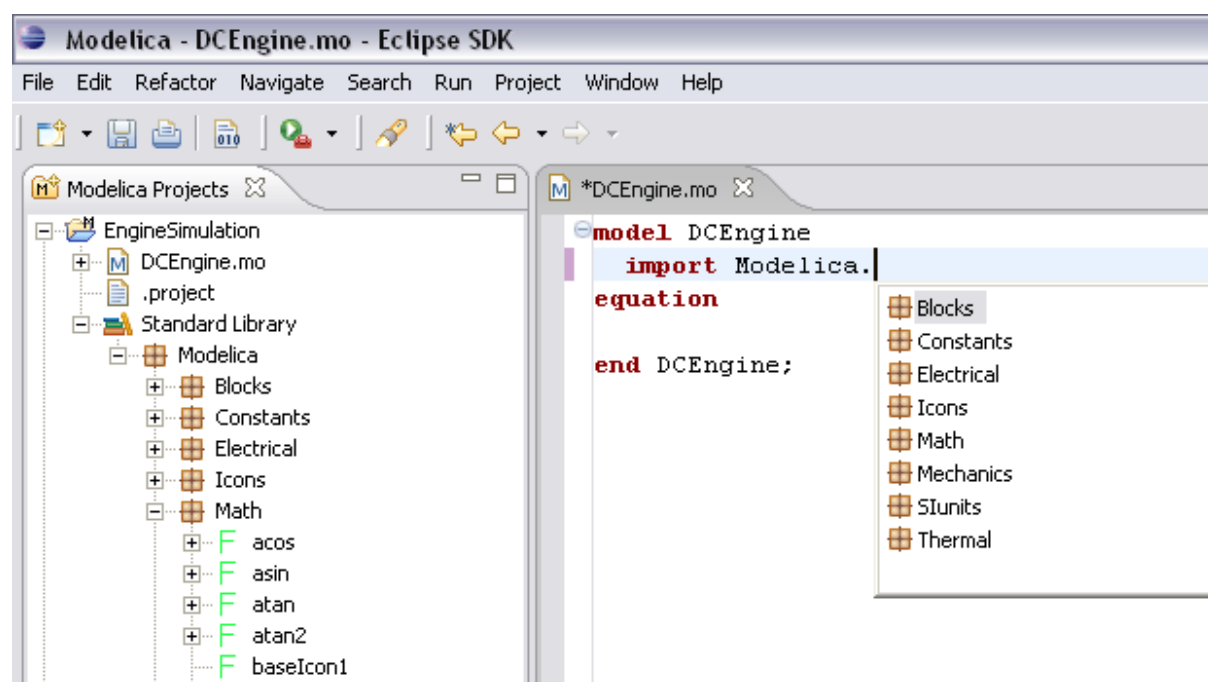 Modelica - DCEngine.mo - Eclipse SDK
File Edit Refactor Navigate Search Run Project Window Help
010
Modelica Projects
EngineSimulation
DCEngine.mo
.project
Standard Library
Modelica
Blocks
Constants
Electrical
Icons
Math
acos
asin
atan
atan2
baseIcon1
*DCEngine.mo
model DCEngine
import Modelica.
equation
end DCEngine;
Blocks
Constants
Electrical
Icons
Math
Mechanics
SIunits
Thermal